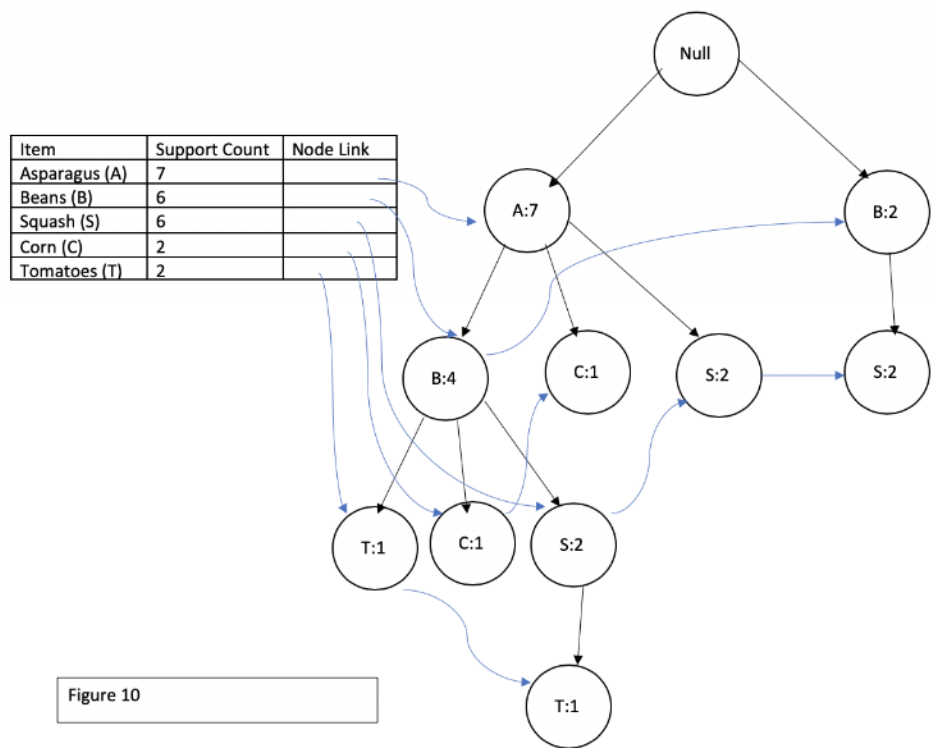 Null
Item Support Count Node Link
Asparagus (A) 7
Beans (B) 6
Squash (S) 6
Corn (C) 2
Tomatoes (T) 2
A:7
B:2
B:4
C:1
S:2
S:2
T:1
C:1
S:2
T:1
Figure 10